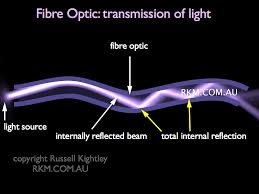 Fibre Optic: transmission of light
fibre optic
RKM.COM.AU
light source
internally reflected beam
total internal reflection
copyright Russell Kightley
RKM.COM.AU